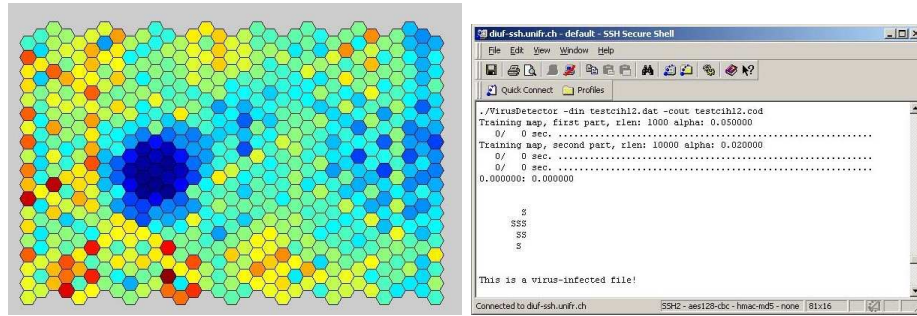 diuf-ssh.unifr.ch - default - SSH Secure Shell
File Edit View Window Help
Quick Connect Profiles
./VirusDetector -din testcihl2.dat -cout testcihl2.cod
Training map, first part, rlen: 1000 alpha: 0.050000
0/ 0 sec. ......................................................................
Training map, second part, rlen: 10000 alpha: 0.020000
0/ 0 sec. ......................................................................
0/ 0 sec. ......................................................................
0.000000: 0.000000
S
SSS
SS
S
This is a virus-infected file!
Connected to diuf-ssh.unifr.ch SSH2 - aes128-cbc - hmac-md5 - none 81x16